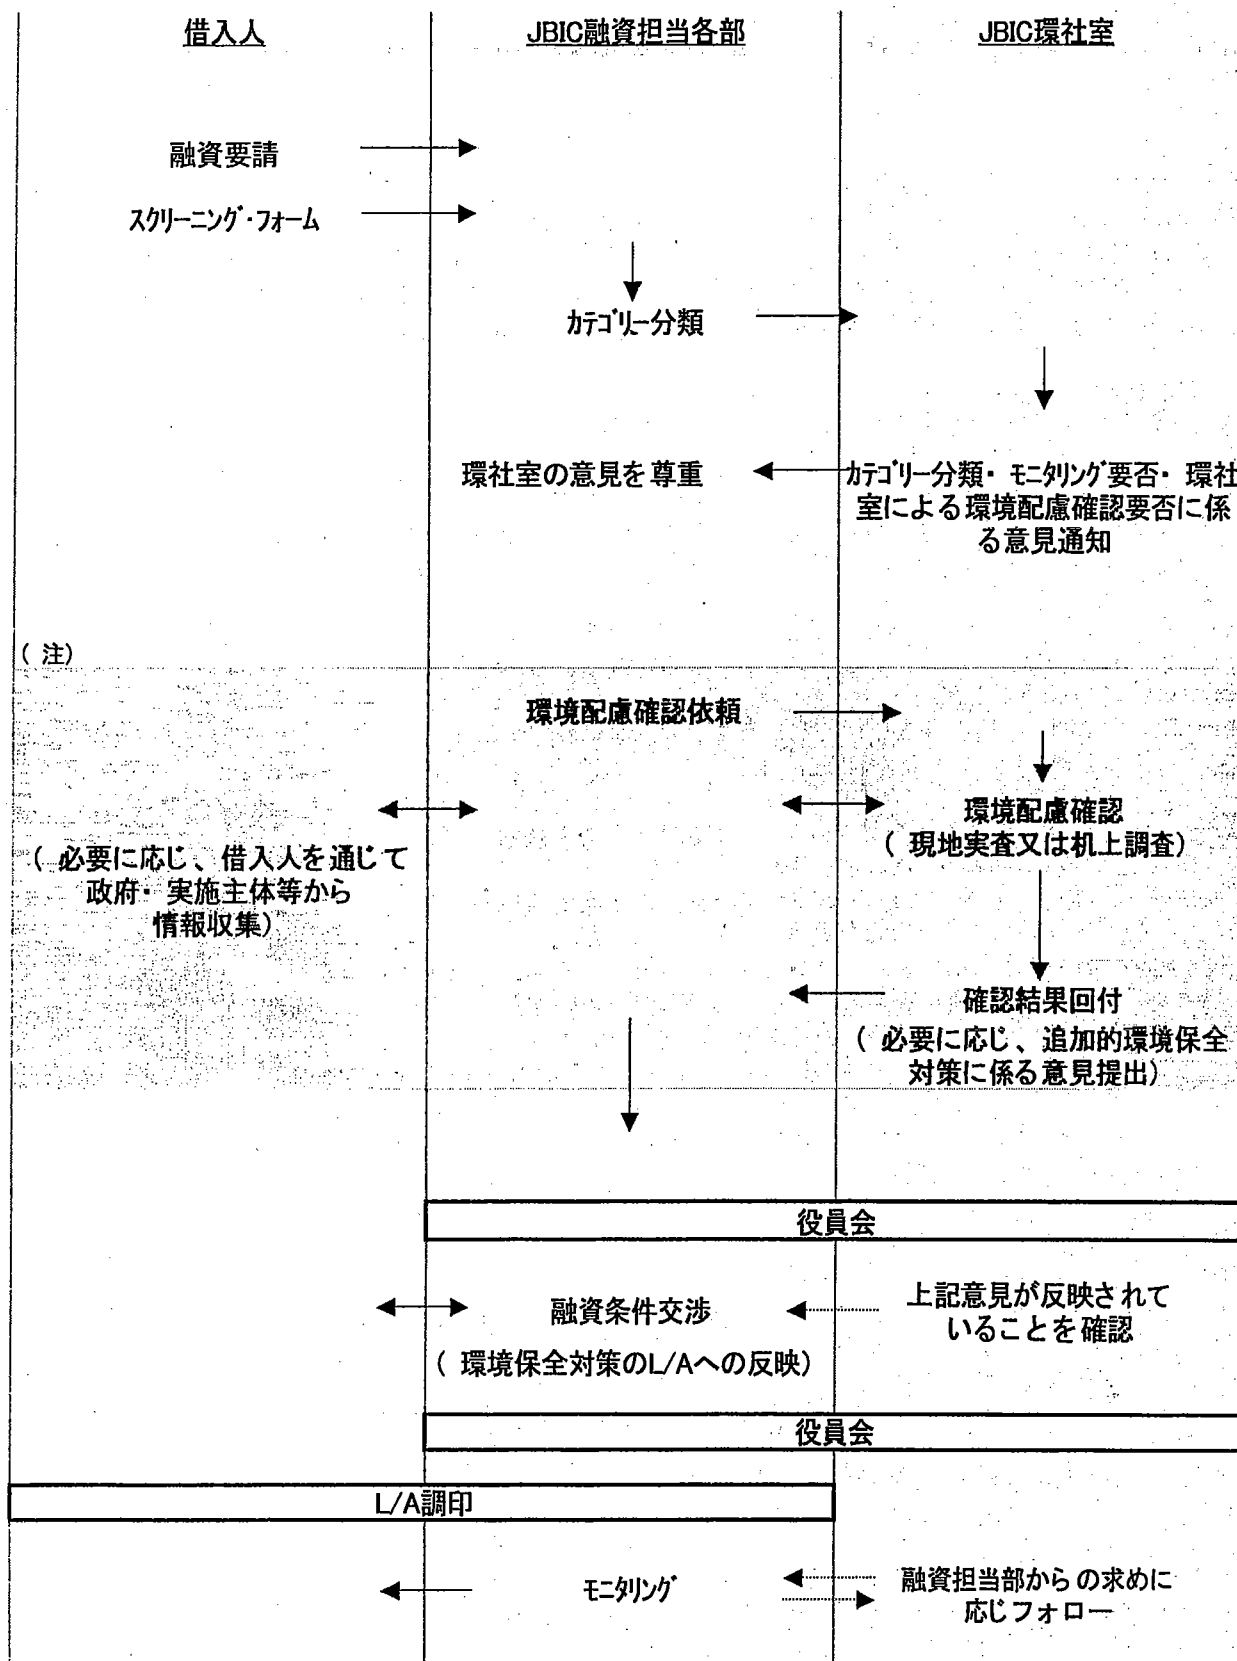 借入人
JBIC融資担当各部
JBIC環社室
融資要請
スクリーニング・フォーム
カテゴリー分類
環社室の意見を尊重
カテゴリー分類・モニタリング要否・環社
室による環境配慮確認要否に係
る意見通知
(注)
環境配慮確認依頼
環境配慮確認
(現地実査又は机上調査)
(必要に応じ、借入人を通じて
政府・実施主体等から
情報収集)
確認結果回付
(必要に応じ、追加的環境保全
対策に係る意見提出)
役員会
融資条件交渉
(環境保全対策のL/Aへの反映)
上記意見が反映されて
いることを確認
役員会
L/A調印
モニタリング
融資担当部からの求めに
応じフォロー